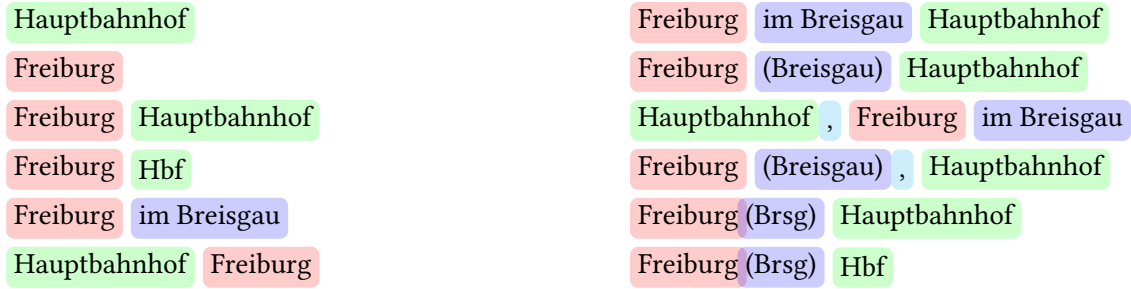 Hauptbahnhof
Freiburg
Freiburg Hauptbahnhof
Freiburg Hbf
Freiburg im Breisgau
Hauptbahnhof Freiburg
Freiburg im Breisgau Hauptbahnhof
Freiburg (Breisgau) Hauptbahnhof
Hauptbahnhof , Freiburg im Breisgau
Freiburg (Breisgau) , Hauptbahnhof
Freiburg (Brsg) Hauptbahnhof
Freiburg (Brsg) Hbf